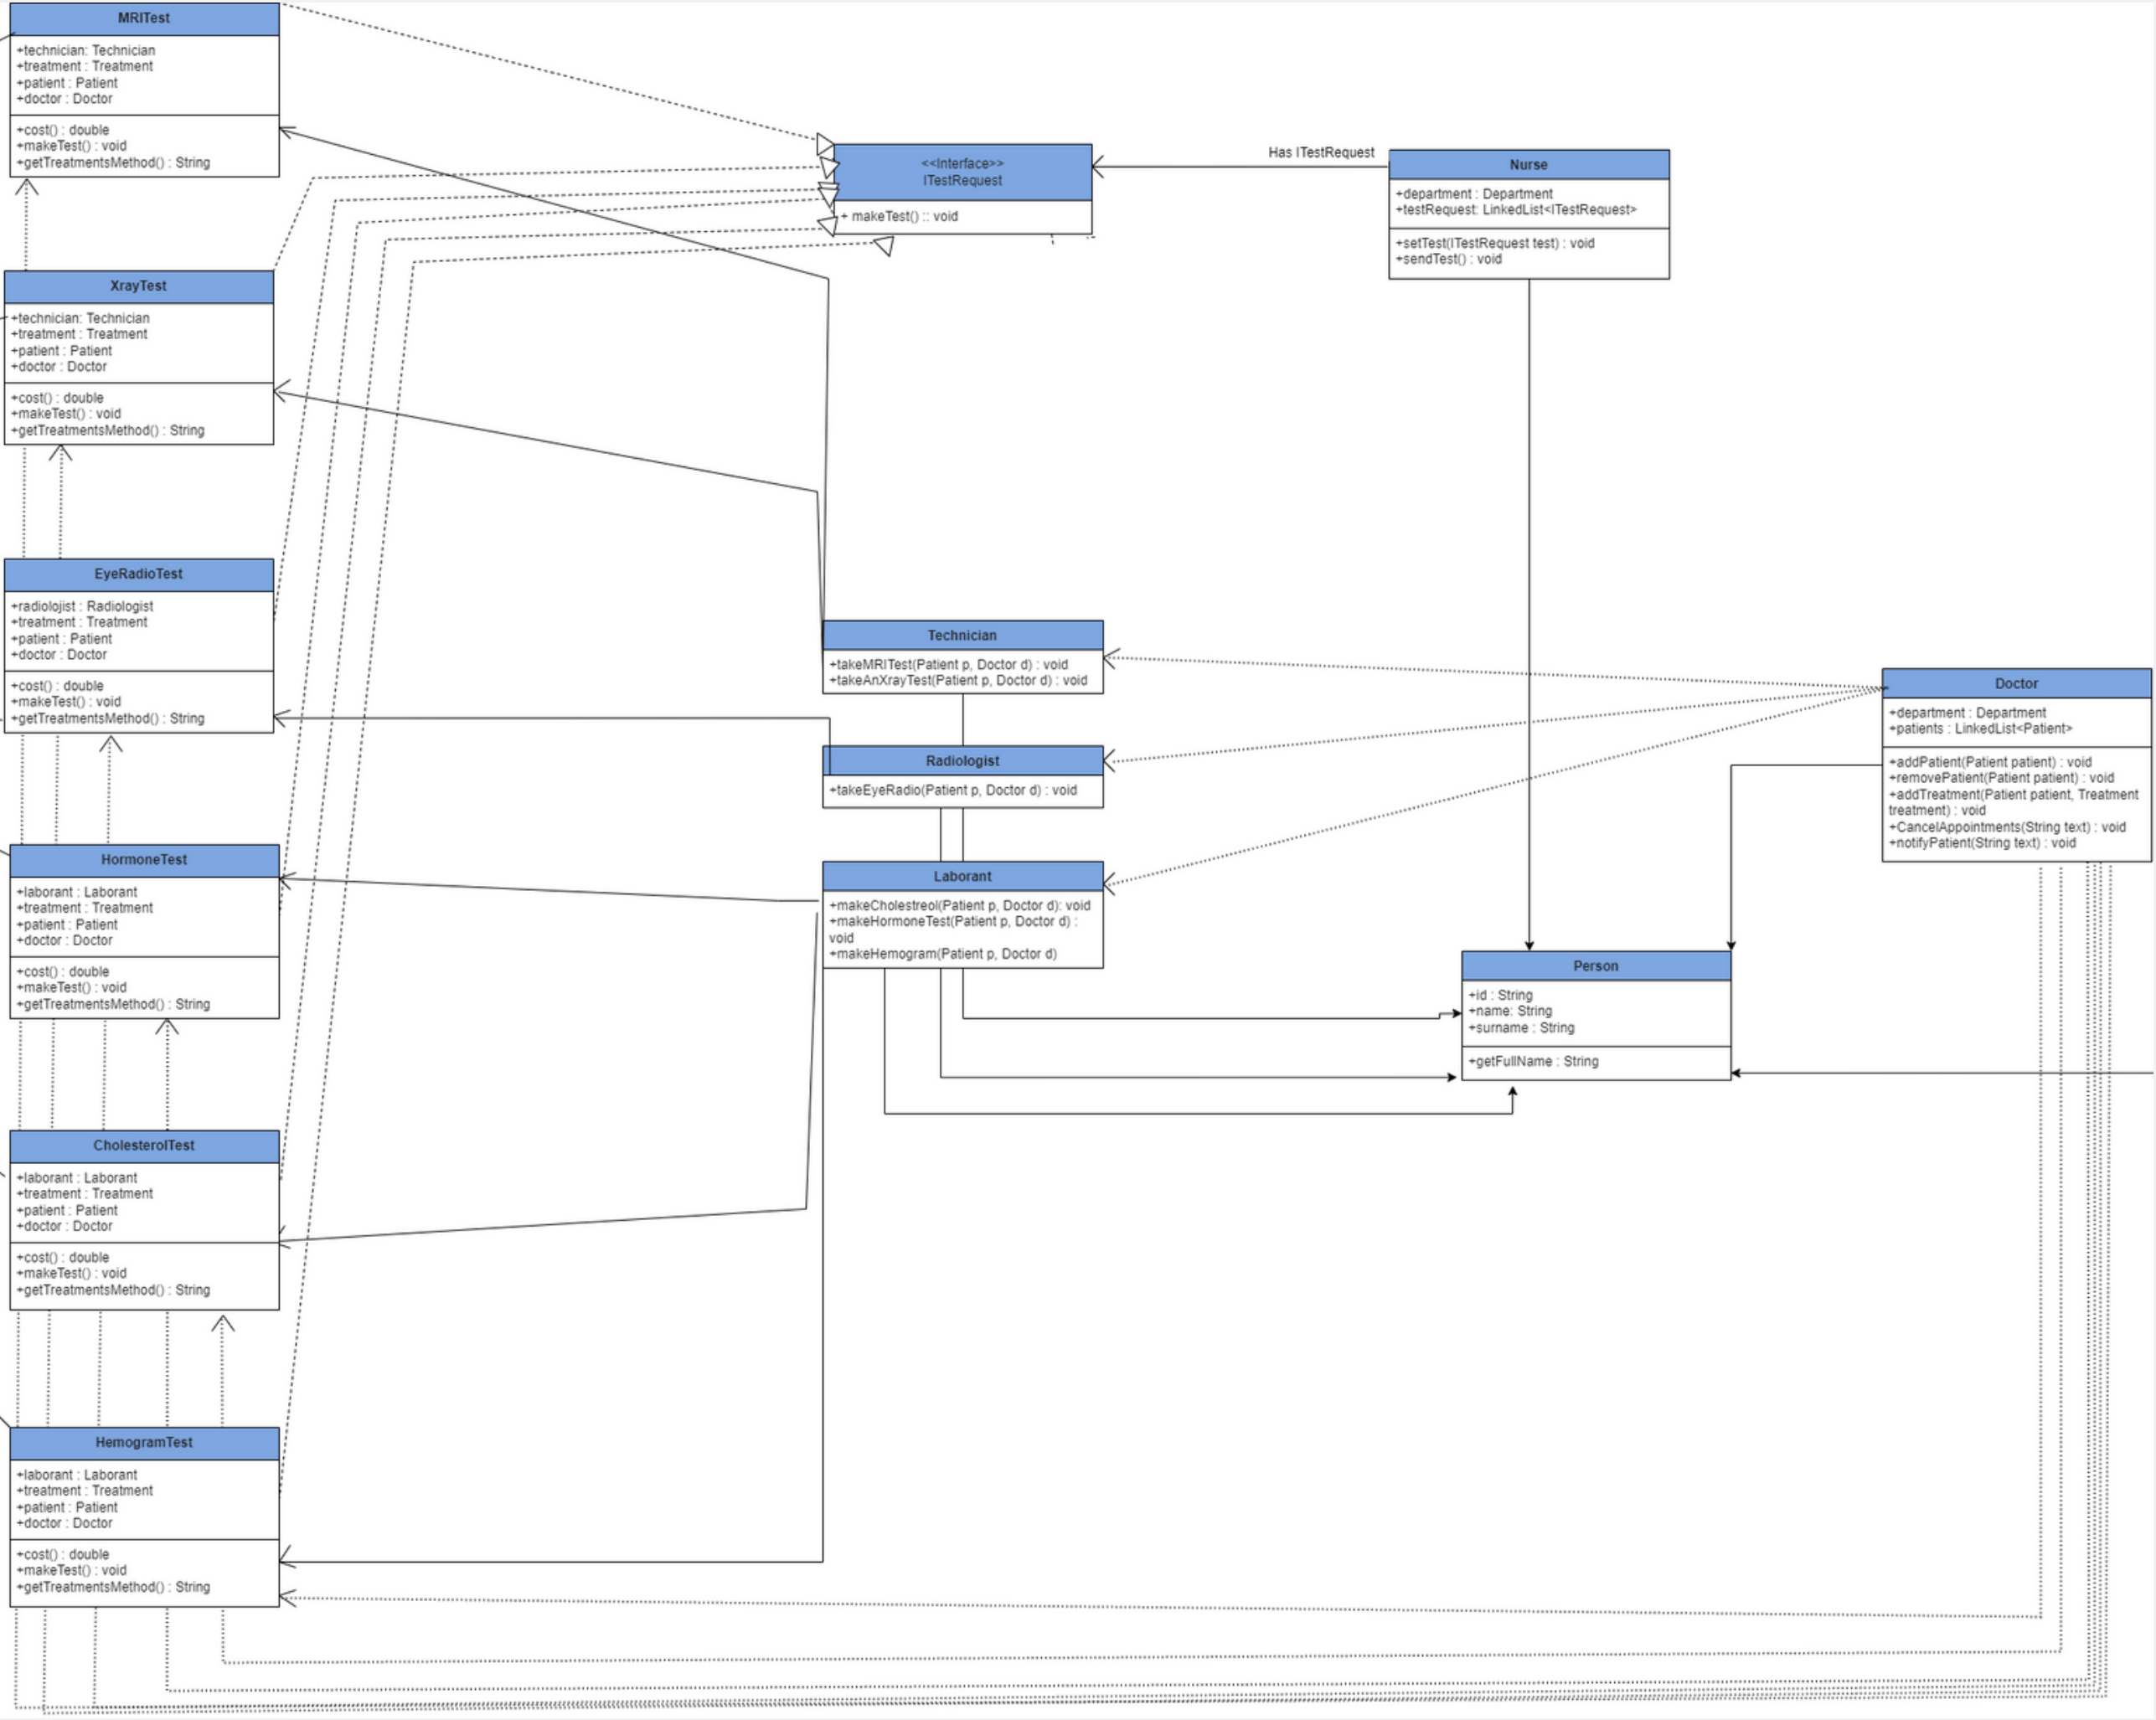 MRITest
+technician: Technician
+treatment : Treatment
+patient : Patient
+doctor : Doctor
+cost() : double
+makeTest() : void
+getTreatmentsMethod() : String
XrayTest
+technician: Technician
+treatment : Treatment
+patient : Patient
+doctor : Doctor
+cost() : double
+makeTest() : void
+getTreatmentsMethod() : String
EyeRadioTest
+radiolojist : Radiologist
+treatment : Treatment
+patient : Patient
+doctor : Doctor
+cost() : double
+makeTest() : void
+getTreatmentsMethod() : String
HormoneTest
+laborant : Laborant
+treatment : Treatment
+patient : Patient
+doctor : Doctor
+cost() : double
+makeTest() : void
+getTreatmentsMethod() : String
CholesterolTest
+laborant : Laborant
+treatment : Treatment
+patient : Patient
+doctor : Doctor
+cost() : double
+makeTest() : void
+getTreatmentsMethod() : String
HemogramTest
+laborant : Laborant
+treatment : Treatment
+patient : Patient
+doctor : Doctor
+cost() : double
+makeTest() : void
+getTreatmentsMethod() : String
<<Interface>>
ITestRequest
+ makeTest() :: void
Has ITestRequest
Nurse
+department : Department
+testRequest: LinkedList<ITestRequest>
+setTest(ITestRequest test) : void
+sendTest() : void
Technician
+takeMRITest(Patient p, Doctor d) : void
+takeAnXrayTest(Patient p, Doctor d) : void
Radiologist
+takeEyeRadio(Patient p, Doctor d) : void
Laborant
+makeCholestreol(Patient p, Doctor d): void
+makeHormoneTest(Patient p, Doctor d) :
void
+makeHemogram(Patient p, Doctor d)
Doctor
+department : Department
+patients : LinkedList<Patient>
+addPatient(Patient patient) : void
+removePatient(Patient patient) : void
+addTreatment(Patient patient, Treatment
treatment) : void
+CancelAppointments(String text) : void
+notifyPatient(String text) : void
Person
+id : String
+name: String
+surname : String
+getFullName : String